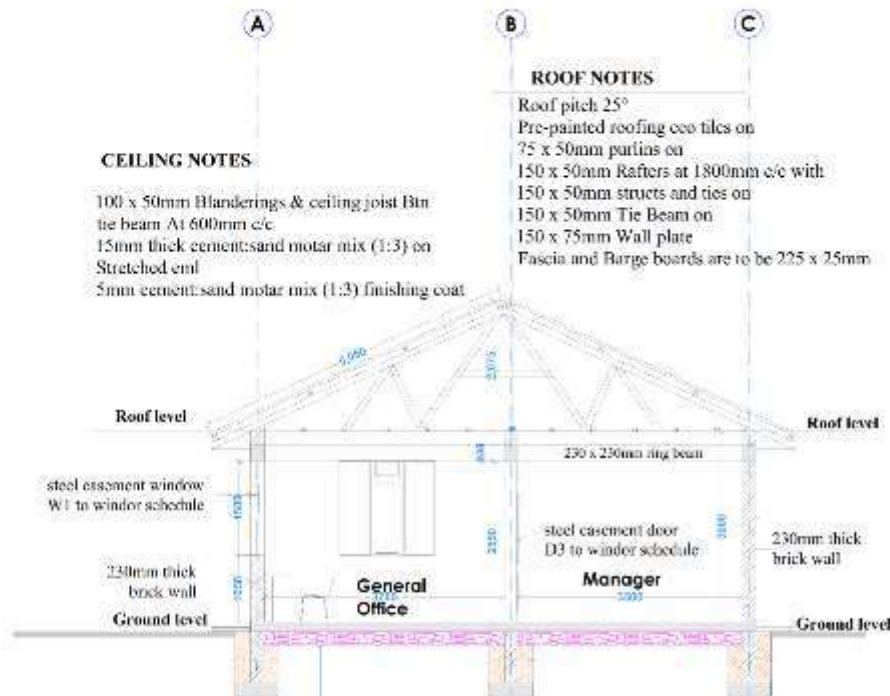 A
B
C
ROOF NOTES
Roof pitch 25°
Pre-painted roofing eco tiles on
75 x 50mm purlins on
150 x 50mm Rafters at 1800mm c/c with
150 x 50mm structs and ties on
150 x 50mm Tie Beam on
150 x 75mm Wall plate
Fascia and Barge boards are to be 225 x 25mm
CEILING NOTES
100 x 50mm Blanderings & ceiling joist Btn
tie beam At 600mm c/c
15mm thick cement:sand motar mix (1:3) on
Stretched eml
5mm cement:sand motar mix (1:3) finishing coat
Roof level
Roof level
230 x 230mm ring beam
steel casement window
W1 to windor schedule
1500
steel casement door
D3 to windor schedule
230mm thick
brick wall
230mm thick
brick wall
General
Office
Manager
Ground level
Ground level